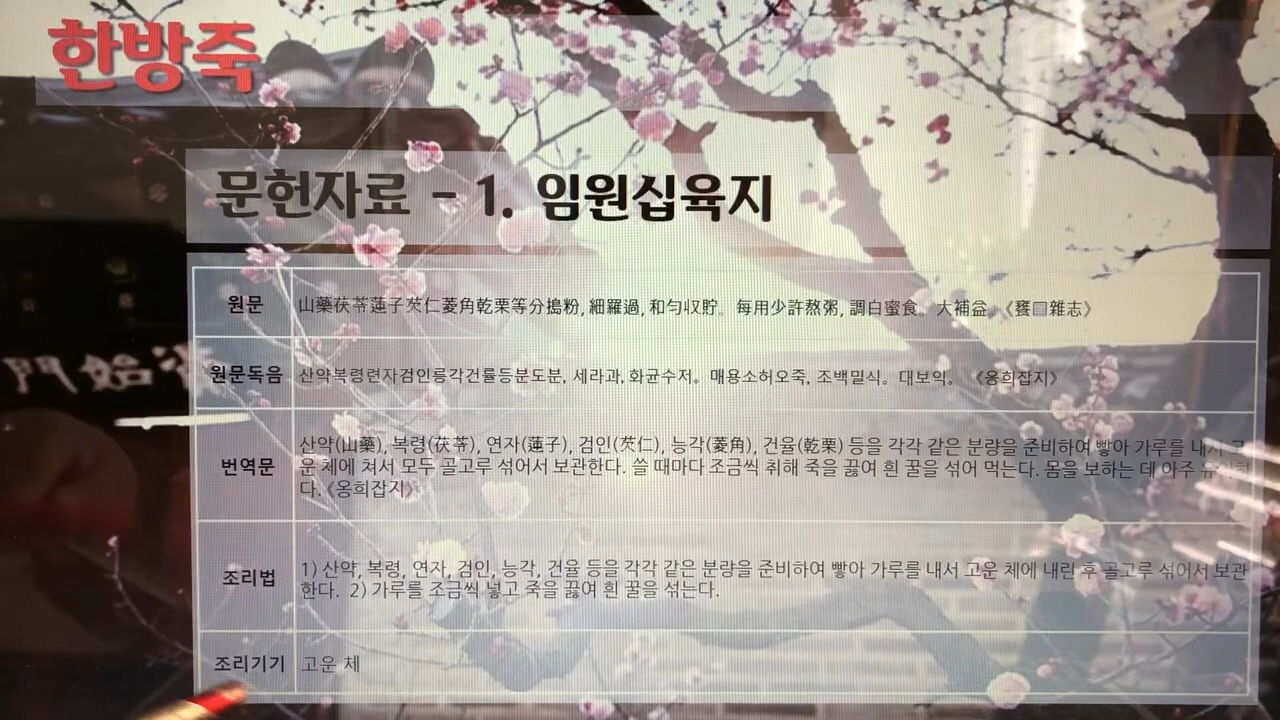 한방죽
문헌자료 - 1. 임원십육지
원문
山藥茯苓蓮子芡仁菱角乾栗等分搗粉, 細羅過, 和匀収貯。 每用少許熬粥, 調白蜜食。大補益。《饔▨雜志》
원문독음
산약복령련자검인릉각건률등분도분, 세라과, 화균수저。매용소허오죽, 조백밀식。대보익。 《옹희잡지》
번역문
산약(山藥), 복령(茯苓), 연자(蓮子), 검인(芡仁), 능각(菱角), 건율(乾栗) 등을 각각 같은 분량을 준비하여 빻아 가루를 내서 고
운 체에 쳐서 모두 골고루 섞어서 보관한다. 쓸 때마다 조금씩 취해 죽을 끓여 흰 꿀을 섞어 먹는다. 몸을 보하는 데 아주
다.《옹희잡지》
조리법
1) 산약, 복령, 연자, 검인, 능각, 건율 등을 각각 같은 분량을 준비하여 빻아 가루를 내서 고운 체에 내린 후 골고루 섞어서 보관
한다. 2) 가루를 조금씩 넣고 죽을 끓여 흰 꿀을 섞는다.
조리기기
고운 체